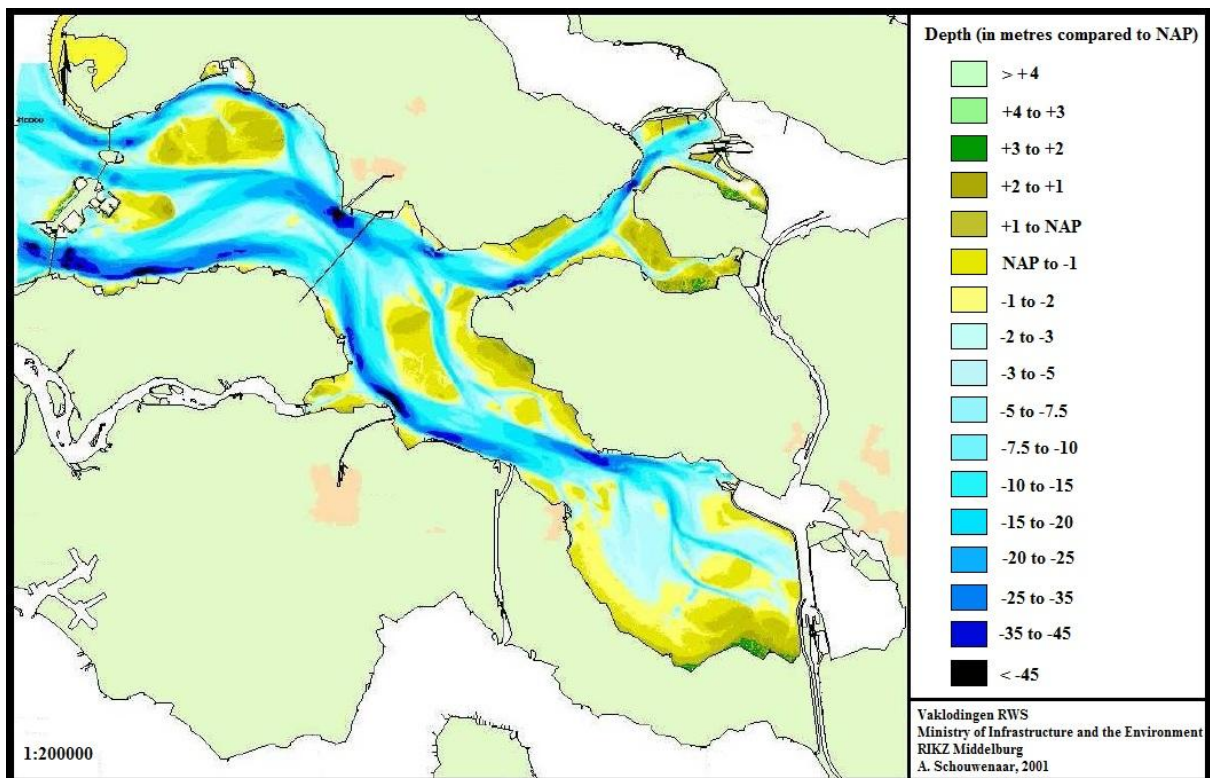 Depth (in metres compared to NAP)
> +4
+4 to +3
+3 to +2
+2 to +1
+1 to NAP
NAP to -1
-1 to -2
-2 to -3
-3 to -5
-5 to -7.5
-7.5 to -10
-10 to -15
-15 to -20
-20 to -25
-25 to -35
-35 to -45
< -45
1:200000
Vaklodingen RWS
Ministry of Infrastructure and the Environment
RIKZ Middelburg
A. Schouwenaar, 2001